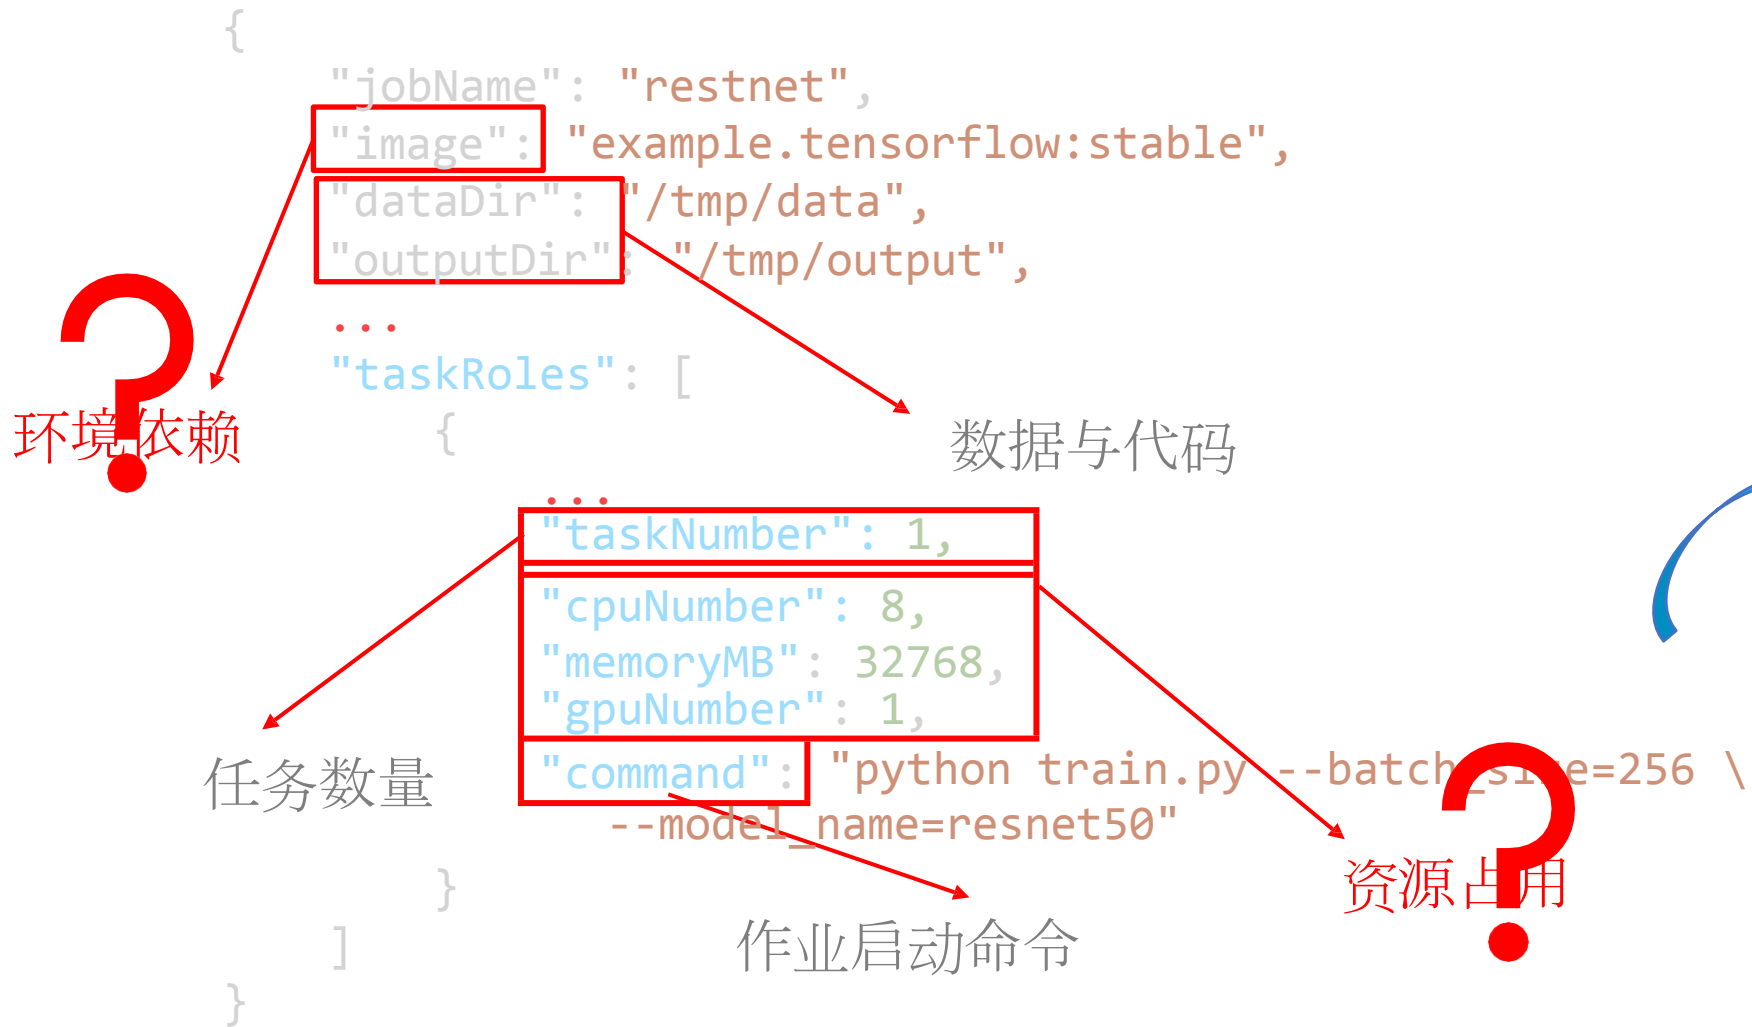 {
"jobName": "restnet",
"image": "example.tensorflow:stable",
"dataDir": "/tmp/data",
"outputDir": "/tmp/output",
...
"taskRoles": [
环境依赖
{
数据与代码
...
"taskNumber": 1,
"cpuNumber": 8,
"memoryMB": 32768,
"gpuNumber": 1,
任务数量
"command": "python train.py --batch_size=256 \
--model_name=resnet50"
资源占用
}
作业启动命令
]
}